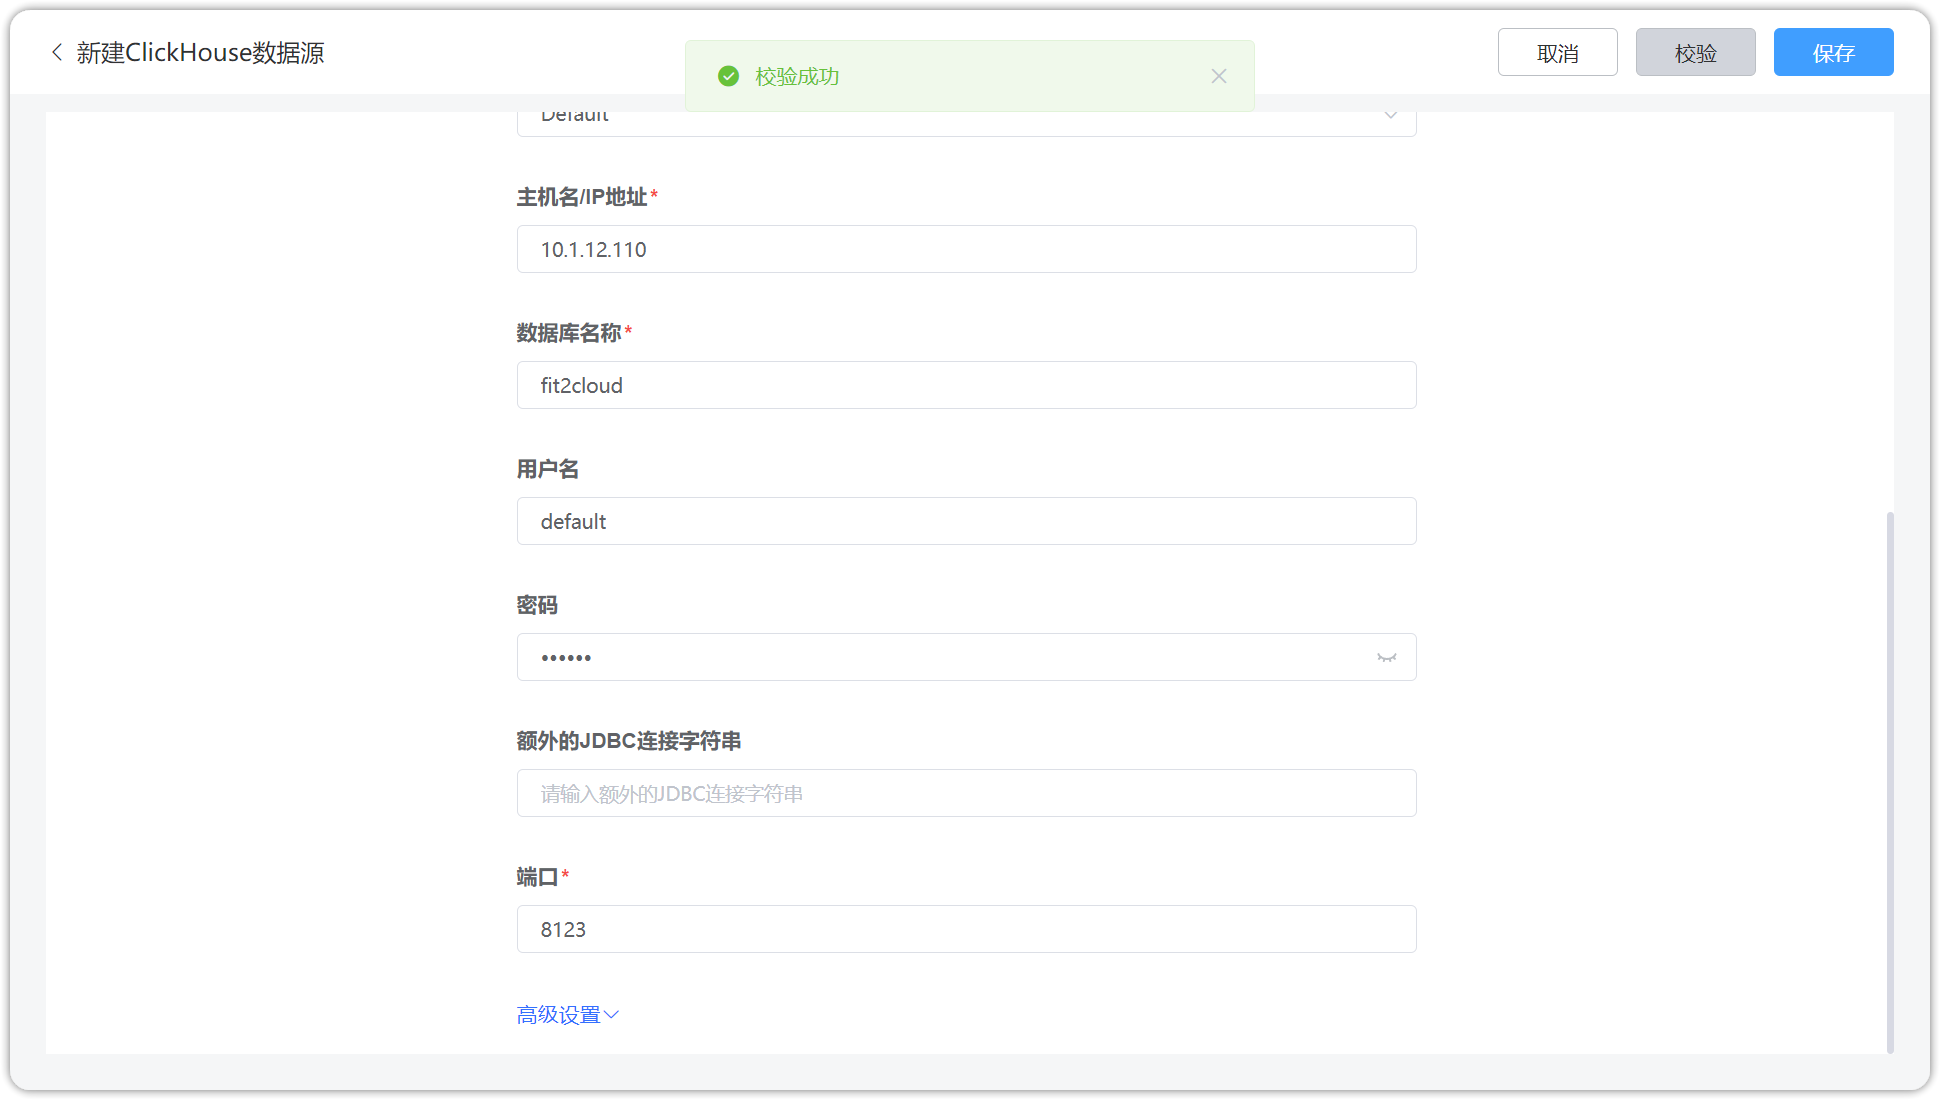 新建ClickHouse数据源
校验成功
取消
校验
保存
Default
主机名/IP地址*
10.1.12.110
数据库名称*
fit2cloud
用户名
default
密码
••••••
额外的JDBC连接字符串
请输入额外的JDBC连接字符串
端口*
8123
高级设置